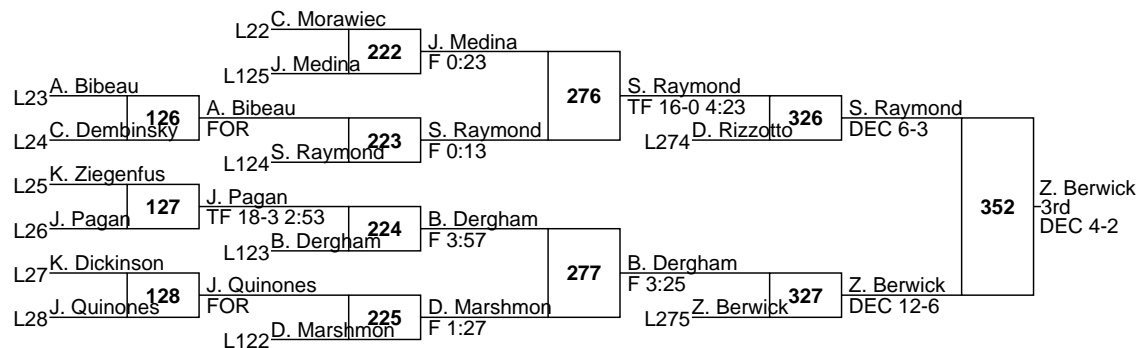 L22 C. Morawiec
222
L125 J. Medina
J. Medina
F 0:23
L23 A. Bibeau
126
L24 C. Dembinsky
A. Bibeau
FOR
223
L124 S. Raymond
S. Raymond
F 0:13
276
S. Raymond
TF 16-0 4:23
L274 D. Rizzotto
326
S. Raymond
DEC 6-3
L25 K. Ziegenfus
127
L26 J. Pagan
J. Pagan
TF 18-3 2:53
224
L123 B. Dergham
B. Dergham
F 3:57
L27 K. Dickinson
128
L28 J. Quinones
J. Quinones
FOR
225
L122 D. Marshmon
D. Marshmon
F 1:27
277
B. Dergham
F 3:25
L275 Z. Berwick
327
Z. Berwick
DEC 12-6
352
Z. Berwick
3rd
DEC 4-2